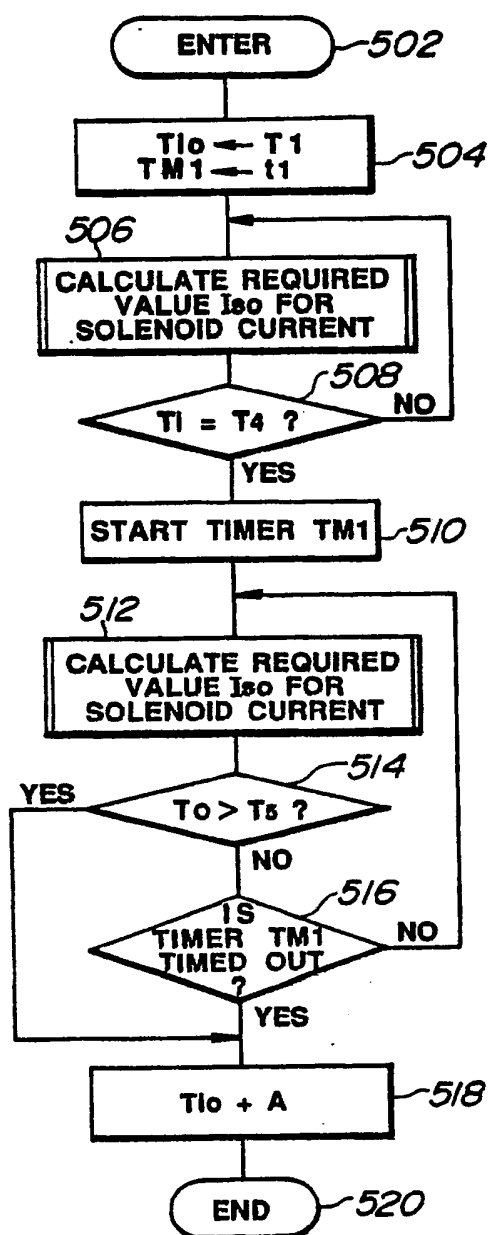 ENTER
502
TIo ← T1
TM1 ← t1
504
506
CALCULATE REQUIRED
VALUE Iso FOR
SOLENOID CURRENT
508
TI = T4 ?
NO
YES
START TIMER TM1
510
512
CALCULATE REQUIRED
VALUE Iso FOR
SOLENOID CURRENT
514
YES
To > T5 ?
NO
516
IS
TIMER TM1
TIMED OUT
?
NO
YES
TIo + A
518
END
520